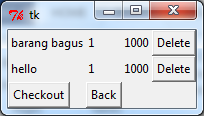 tk
barang bagus 1 1000 Delete
hello 1 1000 Delete
Checkout Back